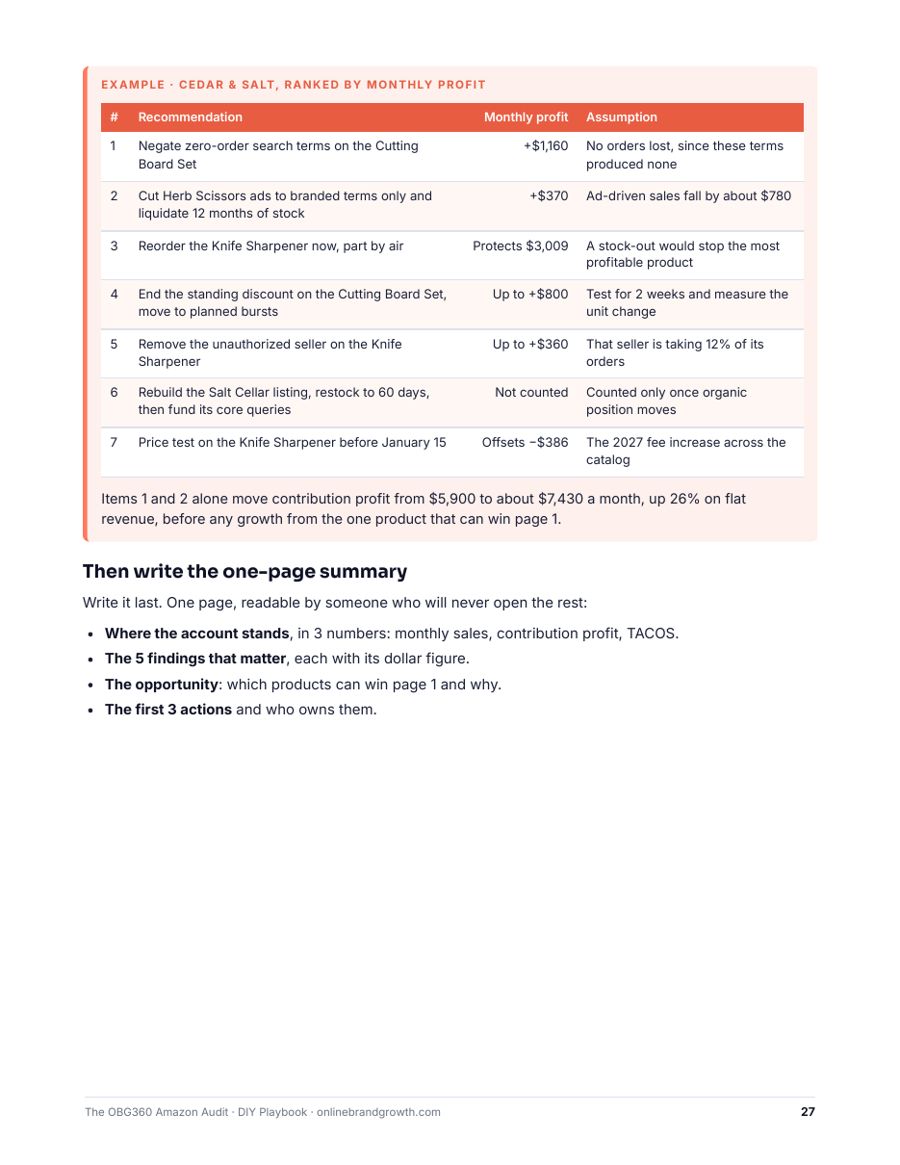 EXAMPLE · CEDAR & SALT, RANKED BY MONTHLY PROFIT
# Recommendation Monthly profit Assumption
1 Negate zero-order search terms on the Cutting Board Set +$1,160 No orders lost, since these terms produced none
2 Cut Herb Scissors ads to branded terms only and liquidate 12 months of stock +$370 Ad-driven sales fall by about $780
3 Reorder the Knife Sharpener now, part by air Protects $3,009 A stock-out would stop the most profitable product
4 End the standing discount on the Cutting Board Set, move to planned bursts Up to +$800 Test for 2 weeks and measure the unit change
5 Remove the unauthorized seller on the Knife Sharpener Up to +$360 That seller is taking 12% of its orders
6 Rebuild the Salt Cellar listing, restock to 60 days, then fund its core queries Not counted Counted only once organic position moves
7 Price test on the Knife Sharpener before January 15 Offsets −$386 The 2027 fee increase across the catalog
Items 1 and 2 alone move contribution profit from $5,900 to about $7,430 a month, up 26% on flat
revenue, before any growth from the one product that can win page 1.
Then write the one-page summary
Write it last. One page, readable by someone who will never open the rest:
• Where the account stands, in 3 numbers: monthly sales, contribution profit, TACOS.
• The 5 findings that matter, each with its dollar figure.
• The opportunity: which products can win page 1 and why.
• The first 3 actions and who owns them.
The OBG360 Amazon Audit · DIY Playbook · onlinebrandgrowth.com 27